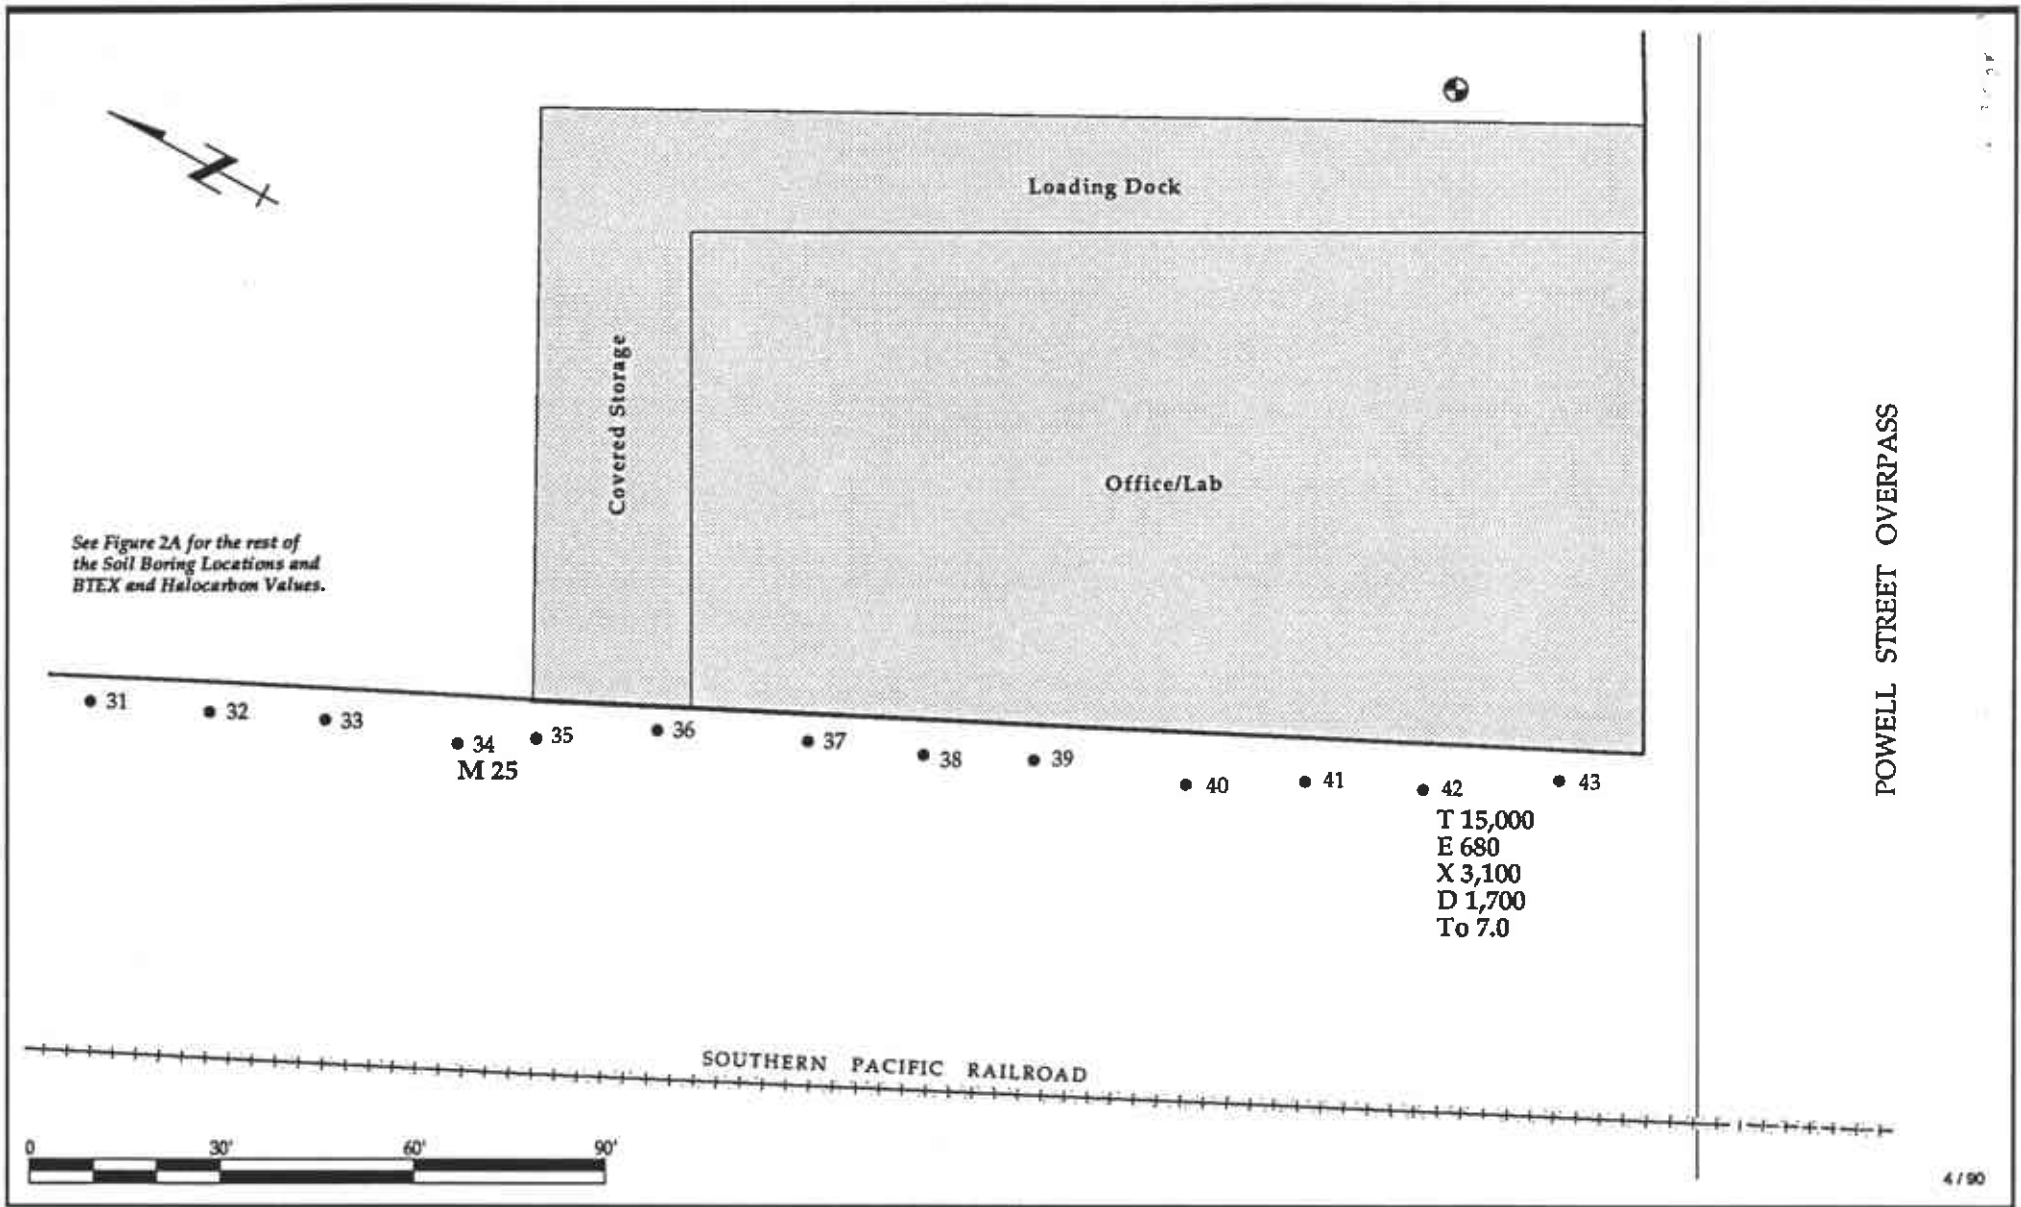 Loading Dock
Covered Storage
Office/Lab
POWELL STREET OVERPASS
See Figure 2A for the rest of
the Soil Boring Locations and
BTEX and Halocarbon Values.
31
32
33
34
M 25
35
36
37
38
39
40
41
42
T 15,000
E 680
X 3,100
D 1,700
To 7.0
43
SOUTHERN PACIFIC RAILROAD
0 30' 60' 90'
4 / 90